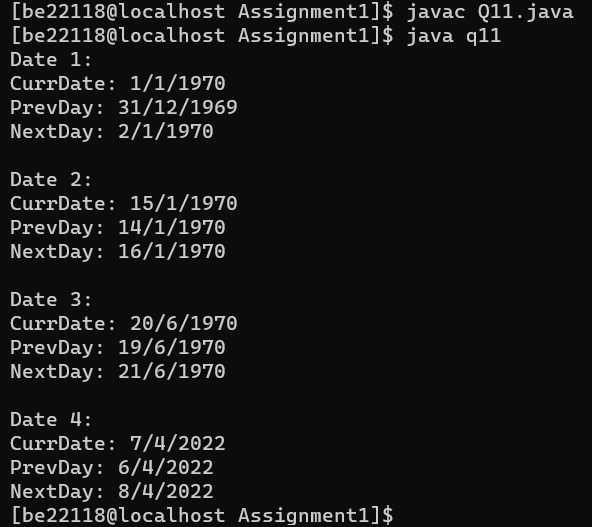 [be22118@localhost Assignment1]$ javac Q11.java
[be22118@localhost Assignment1]$ java q11
Date 1:
CurrDate: 1/1/1970
PrevDay: 31/12/1969
NextDay: 2/1/1970
Date 2:
CurrDate: 15/1/1970
PrevDay: 14/1/1970
NextDay: 16/1/1970
Date 3:
CurrDate: 20/6/1970
PrevDay: 19/6/1970
NextDay: 21/6/1970
Date 4:
CurrDate: 7/4/2022
PrevDay: 6/4/2022
NextDay: 8/4/2022
[be22118@localhost Assignment1]$